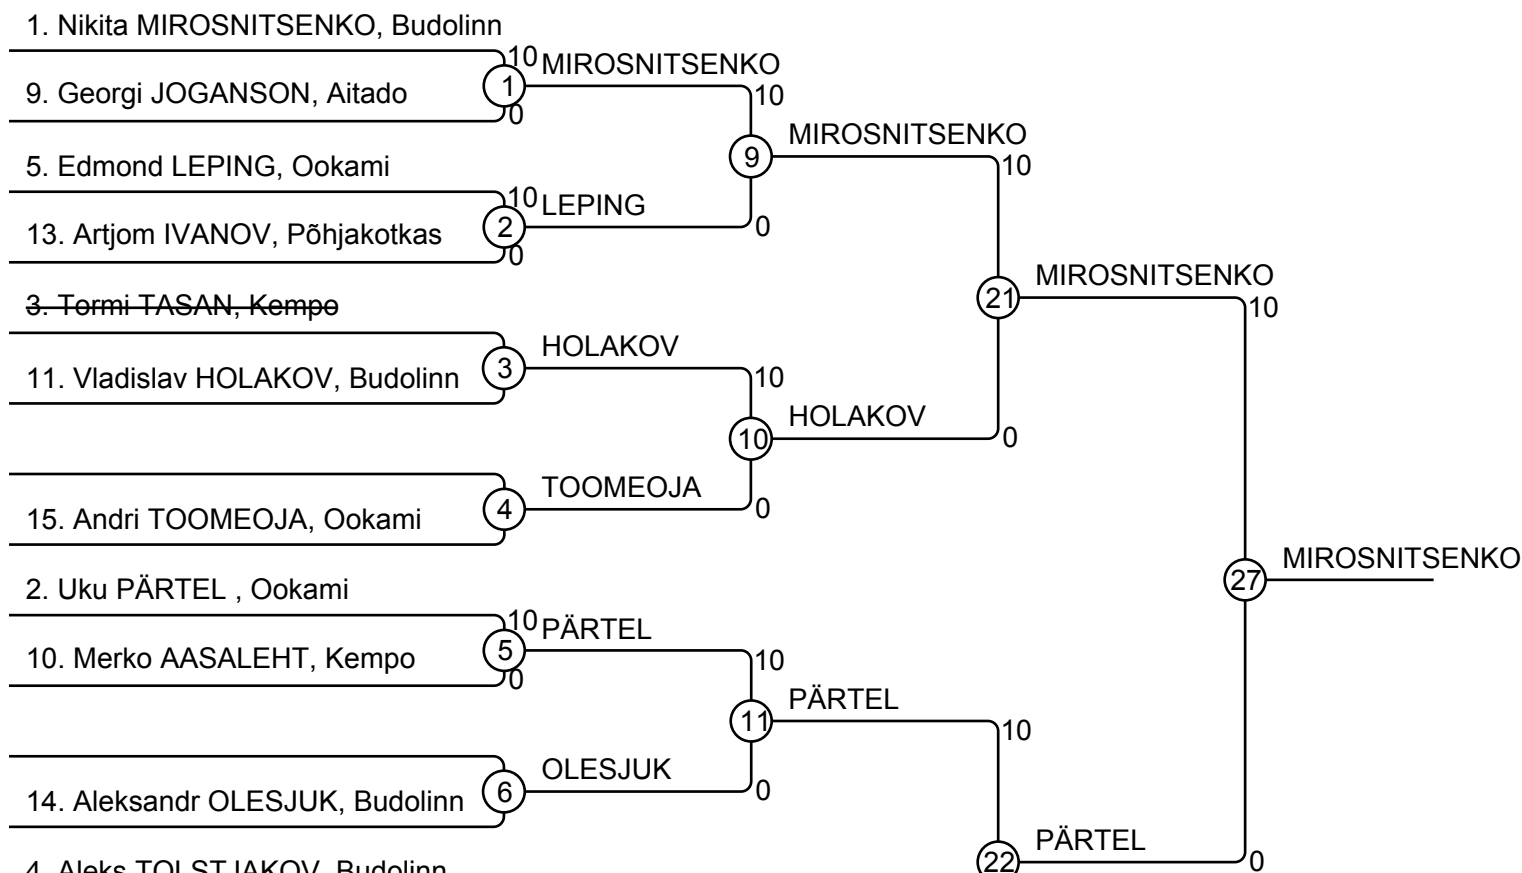 1. Nikita MIROSNITSENKO, Budolinn
10 MIROSNITSENKO
1
9. Georgi JOGANSON, Aitado
0
10
MIROSNITSENKO
9
10
5. Edmond LEPING, Ookami
10 LEPING
2
0
13. Artjom IVANOV, Põhjakotkas
0
MIROSNITSENKO
21
10
3. Tormi TASAN, Kempo
HOLAKOV
3
11. Vladislav HOLAKOV, Budolinn
10
HOLAKOV
10
0
TOOMEOJA
4
0
15. Andri TOOMEOJA, Ookami
MIROSNITSENKO
27
2. Uku PÄRTEL , Ookami
10 PÄRTEL
5
10. Merko AASALEHT, Kempo
0
10
PÄRTEL
11
10
OLESJUK
6
0
14. Aleksandr OLESJUK, Budolinn
PÄRTEL
22
0
4. Aleks TOLSTJAKOV, Budolinn